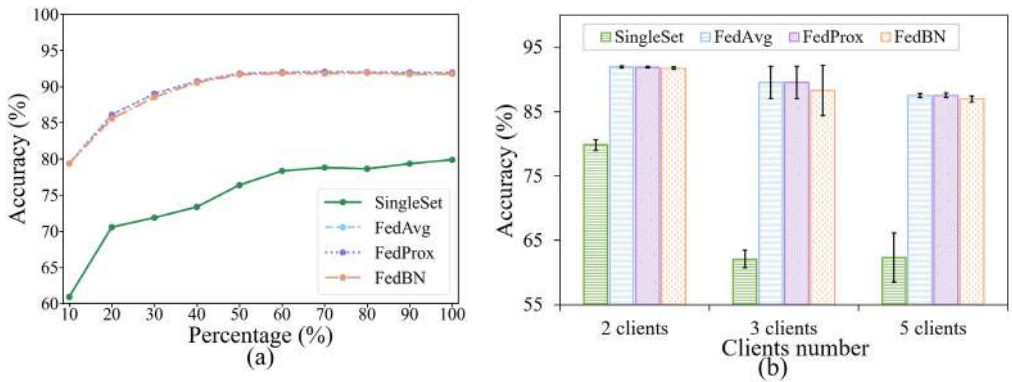 100
95
90
85
80
75
70
65
60
Accuracy (%)
SingleSet
FedAvg
FedProx
FedBN
10 20 30 40 50 60 70 80 90 100
Percentage (%)
(a)
SingleSet FedAvg FedProx FedBN
95
85
75
65
55
Accuracy (%)
2 clients 3 clients 5 clients
Clients number
(b)